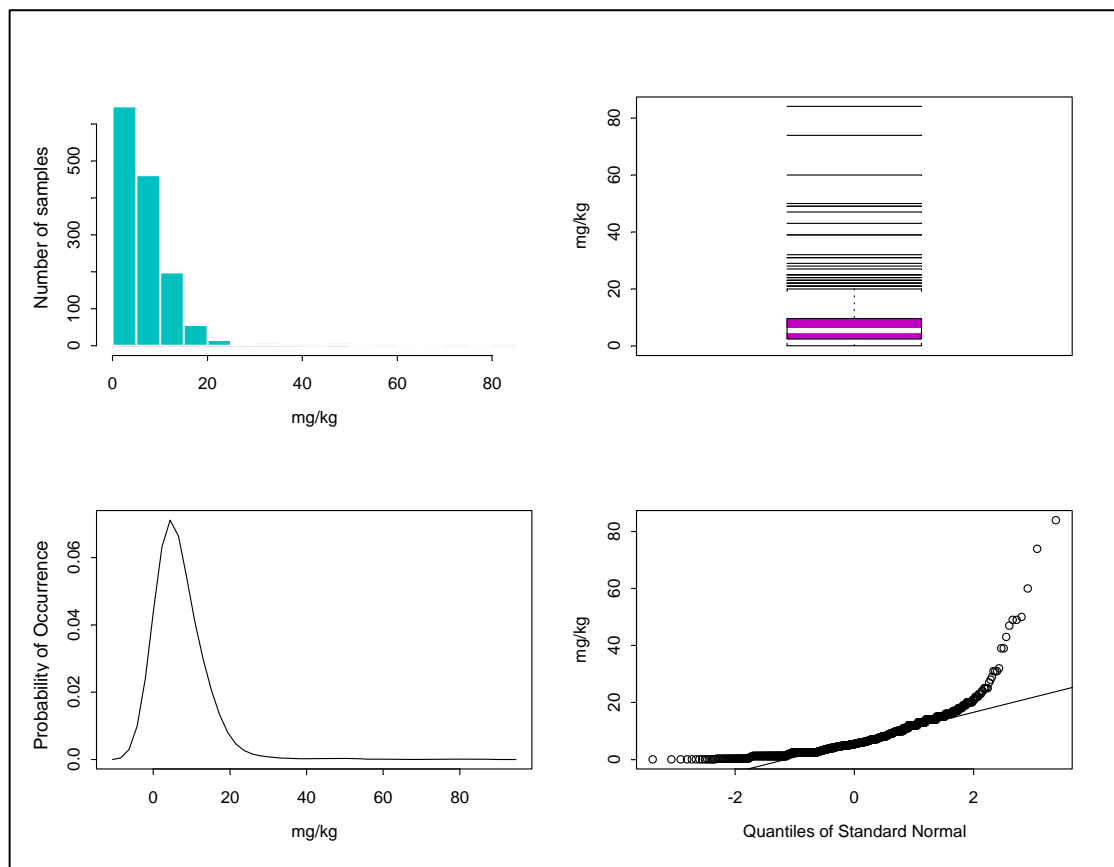 Number of samples
0 100 300 500
0 20 40 60 80
mg/kg
mg/kg
0 20 40 60 80
Probability of Occurrence
0.0 0.02 0.04 0.06
0 20 40 60 80
mg/kg
mg/kg
0 20 40 60 80
-2 0 2
Quantiles of Standard Normal